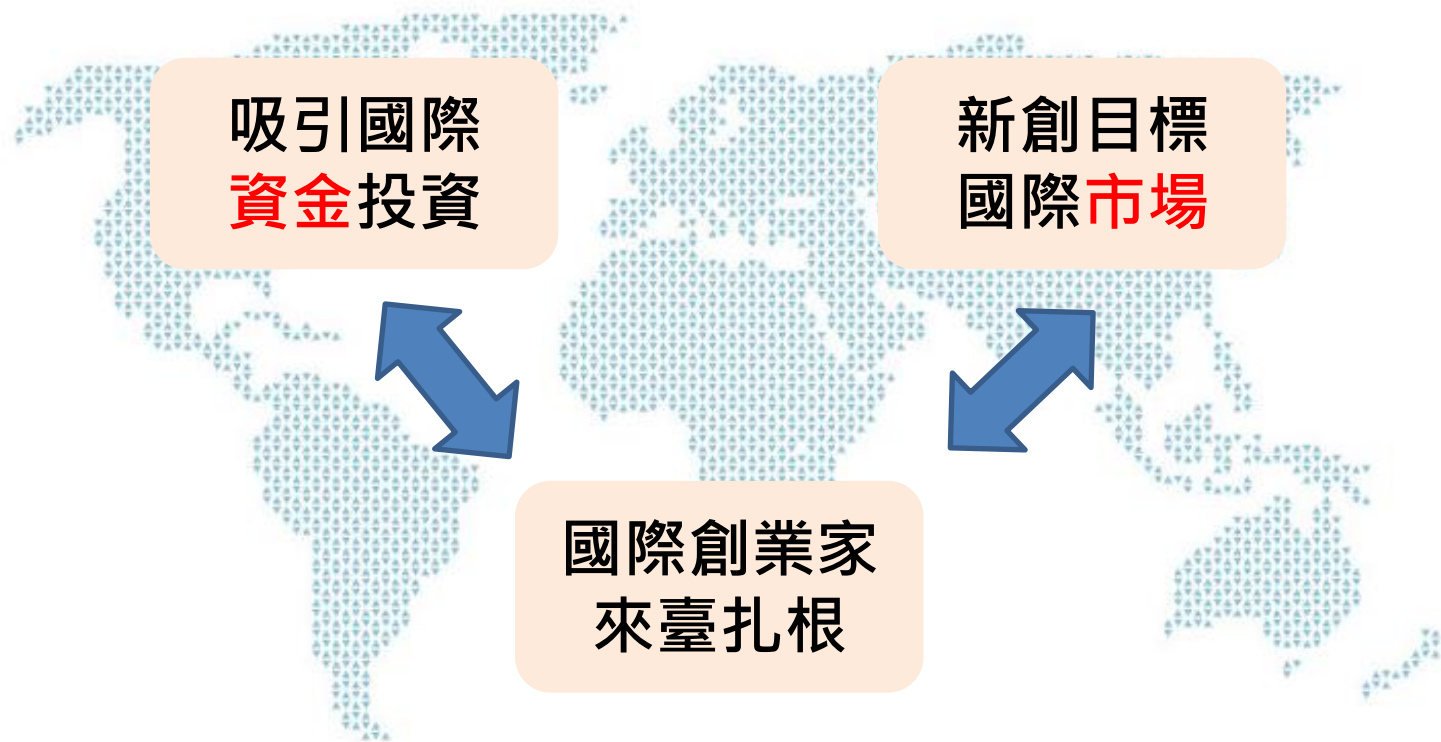 吸引國際
資金投資
新創目標
國際市場
國際創業家
來臺扎根